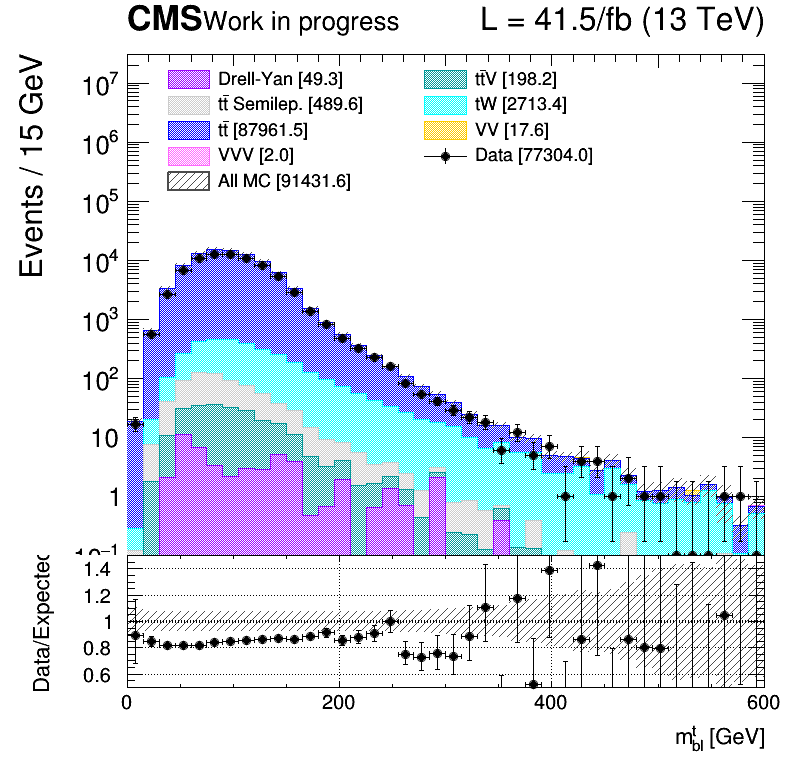 CMS Work in progress L = 41.5/fb (13 TeV)
Events / 15 GeV
10⁷
10⁶
10⁵
10⁴
10³
10²
10
1
10⁻¹
Drell-Yan [49.3]
tt̄ Semilep. [489.6]
tt̄ [87961.5]
VVV [2.0]
All MC [91431.6]
tt̄V [198.2]
tW [2713.4]
VV [17.6]
Data [77304.0]
Data/Expected
1.4
1.2
1
0.8
0.6
0 200 400 600
mᵗbl [GeV]